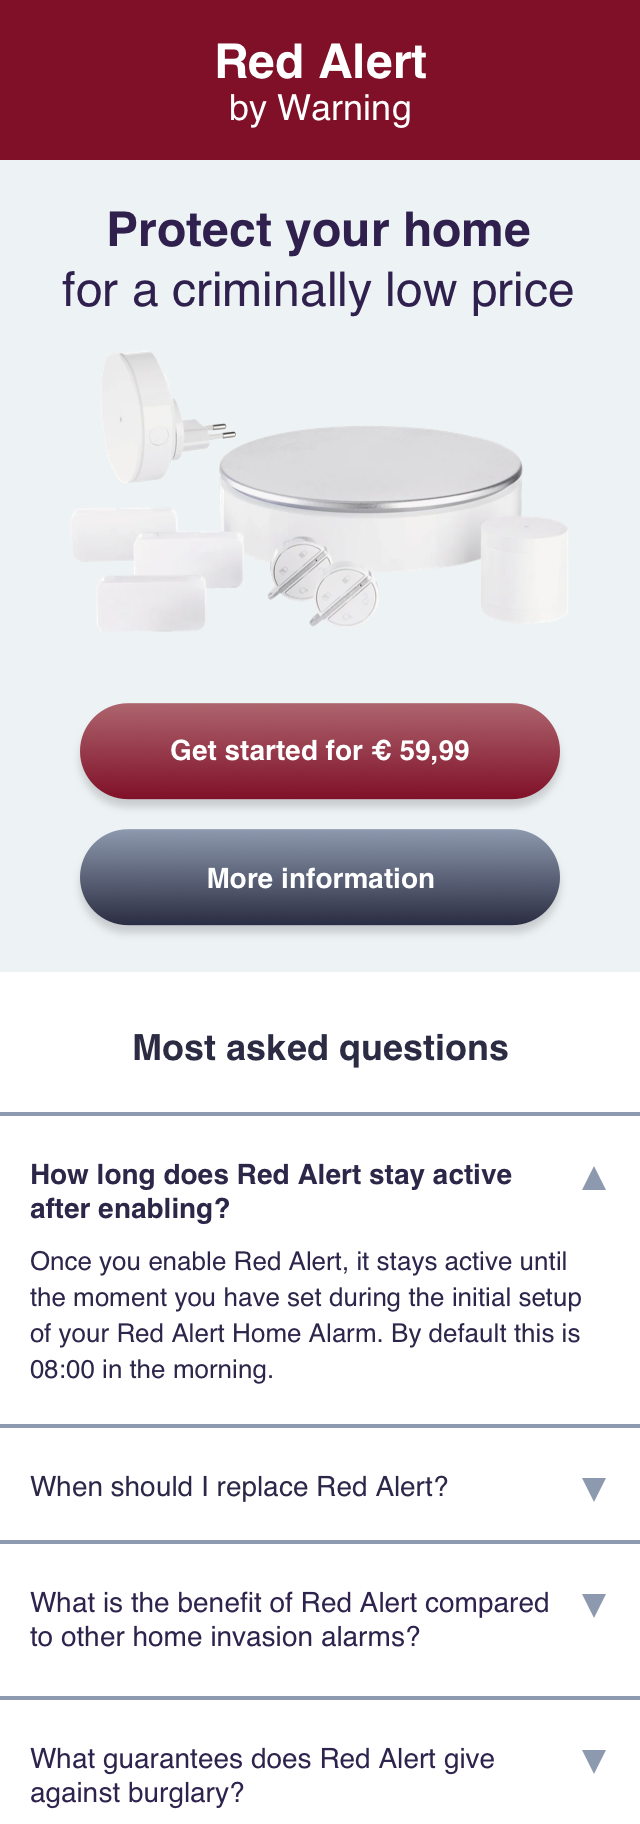 Red Alert
by Warning
Protect your home
for a criminally low price
Get started for € 59,99
More information
Most asked questions
How long does Red Alert stay active
after enabling?
Once you enable Red Alert, it stays active until
the moment you have set during the initial setup
of your Red Alert Home Alarm. By default this is
08:00 in the morning.
When should I replace Red Alert?
What is the benefit of Red Alert compared
to other home invasion alarms?
What guarantees does Red Alert give
against burglary?